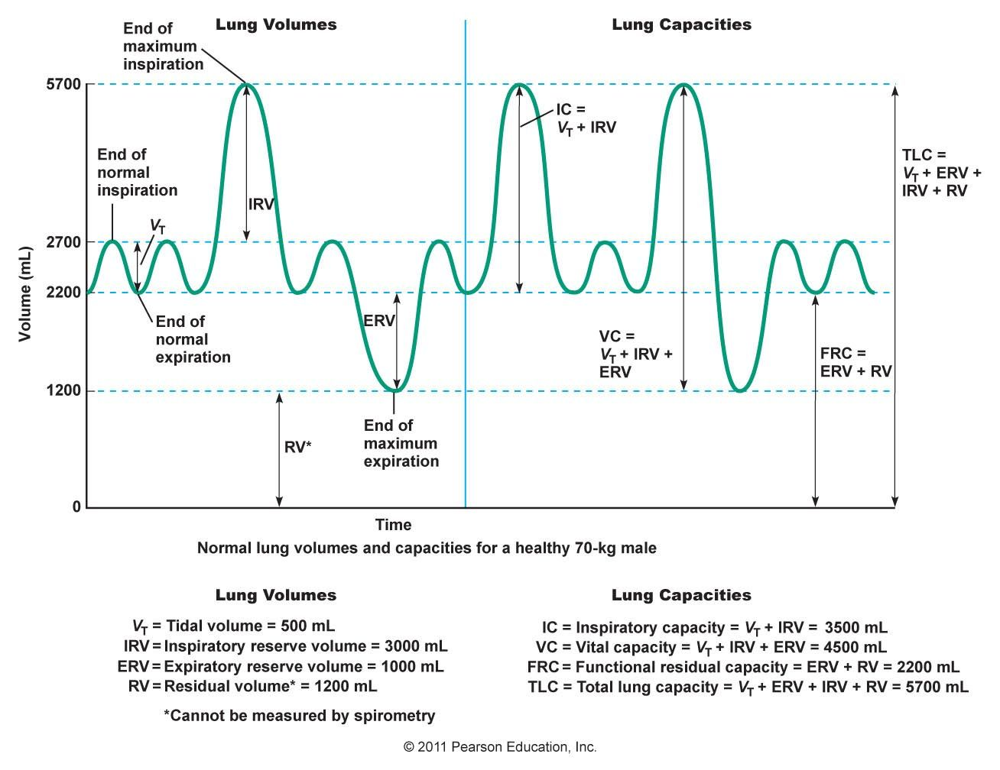 Lung Volumes
Lung Capacities
End of
maximum
inspiration
5700
IC =
VT + IRV
End of
normal
inspiration
TLC =
VT + ERV +
IRV + RV
IRV
VT
2700
Volume (mL)
2200
End of
normal
expiration
ERV
VC =
VT + IRV +
ERV
FRC =
ERV + RV
1200
End of
maximum
expiration
RV*
0
Time
Normal lung volumes and capacities for a healthy 70-kg male
Lung Volumes
VT = Tidal volume = 500 mL
IRV = Inspiratory reserve volume = 3000 mL
ERV = Expiratory reserve volume = 1000 mL
RV = Residual volume* = 1200 mL
*Cannot be measured by spirometry
Lung Capacities
IC = Inspiratory capacity = VT + IRV = 3500 mL
VC = Vital capacity = VT + IRV + ERV = 4500 mL
FRC = Functional residual capacity = ERV + RV = 2200 mL
TLC = Total lung capacity = VT + ERV + IRV + RV = 5700 mL
© 2011 Pearson Education, Inc.